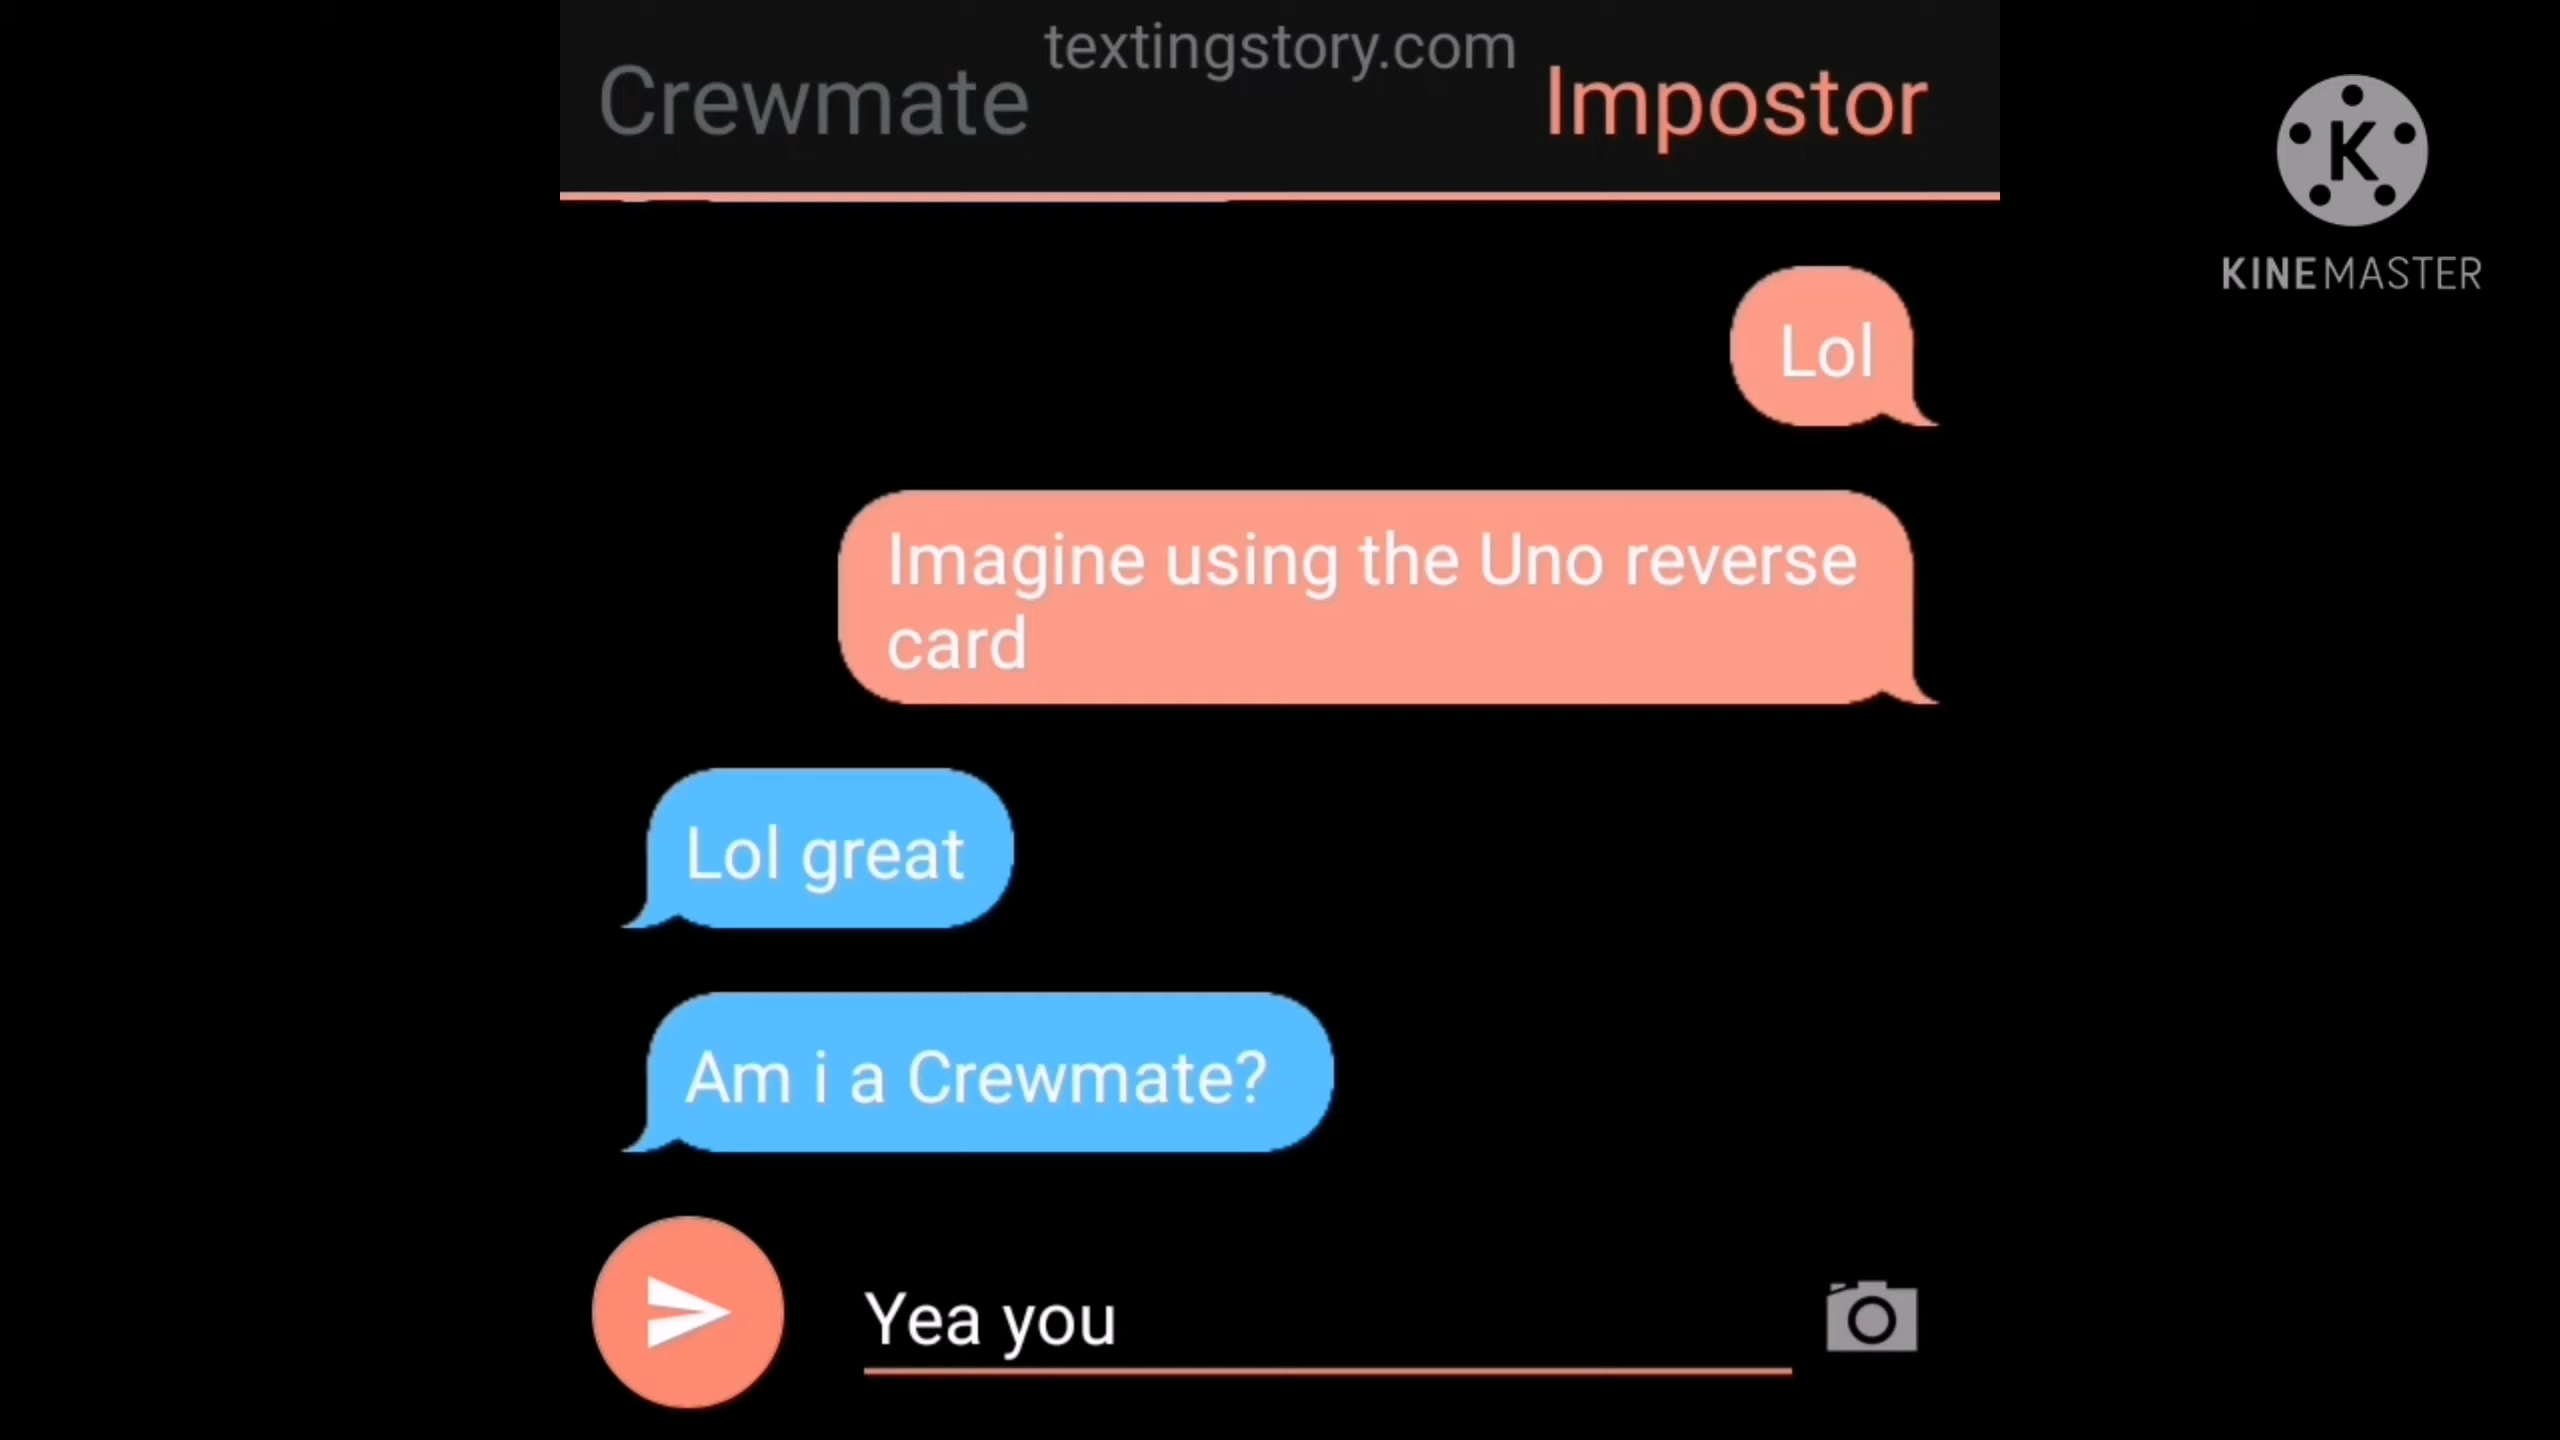 textingstory.com
Crewmate
Impostor
K
KINEMASTER
Lol
Imagine using the Uno reverse
card
Lol great
Am i a Crewmate?
Yea you